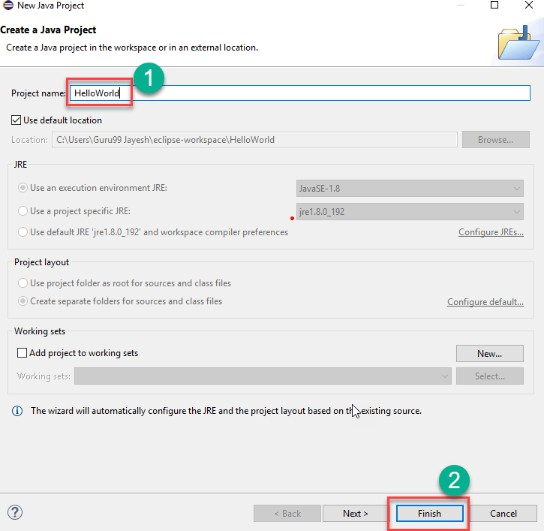 New Java Project
Create a Java Project
Create a Java project in the workspace or in an external location.
1
Project name: HelloWorld
Use default location
Location: C:\Users\Guru99 Jayesh\eclipse-workspace\HelloWorld Browse...
JRE
Use an execution environment JRE: JavaSE-1.8
Use a project specific JRE: jre1.8.0_192
Use default JRE 'jre1.8.0_192' and workspace compiler preferences Configure JREs...
Project layout
Use project folder as root for sources and class files
Create separate folders for sources and class files Configure default...
Working sets
Add project to working sets New...
Working sets: Select...
The wizard will automatically configure the JRE and the project layout based on the existing source.
2
? < Back Next > Finish Cancel